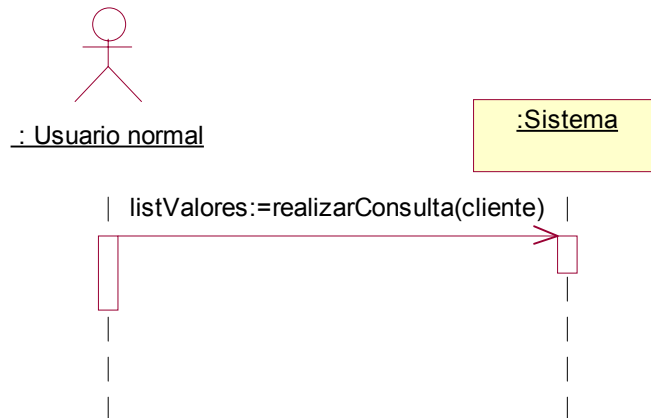 : Usuario normal
:Sistema
listValores:=realizarConsulta(cliente)